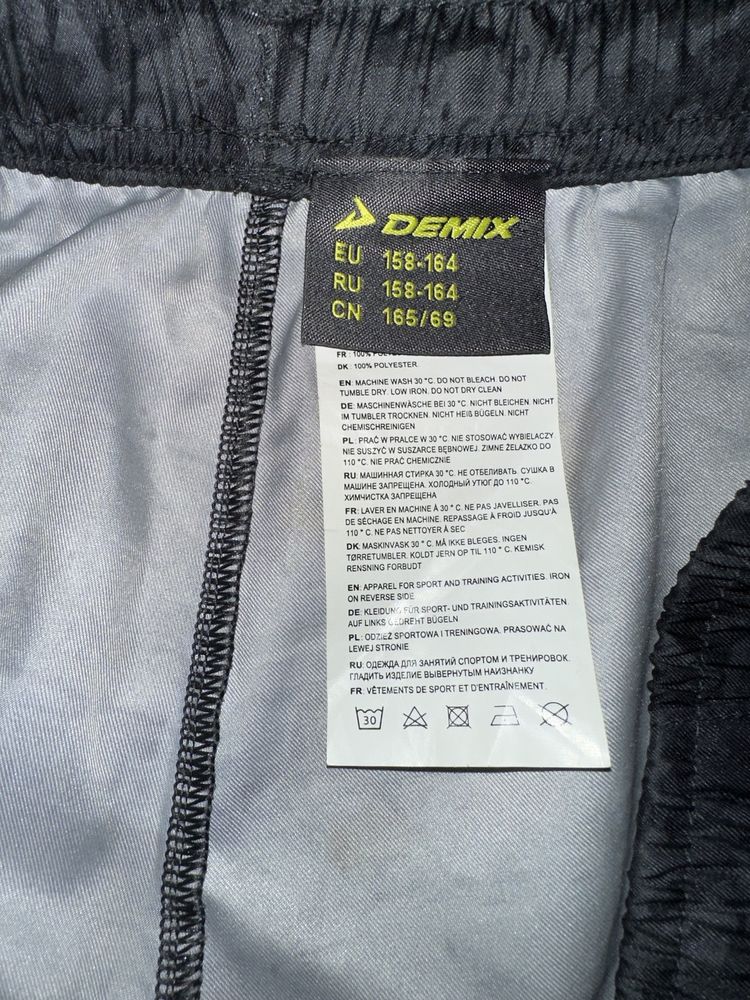 DEMIX
EU 158-164
RU 158-164
CN 165/69
FR : 100%
DK : 100% POLYESTER
EN: MACHINE WASH 30 °C. DO NOT BLEACH. DO NOT
TUMBLE DRY. LOW IRON. DO NOT DRY CLEAN
DE: MASCHINENWÄSCHE BEI 30 °C. NICHT BLEICHEN. NICHT
IM TUMBLER TROCKNEN. NICHT HEIß BÜGELN. NICHT
CHEMISCHREINIGEN
PL: PRAĆ W PRALCE W 30 °C. NIE STOSOWAĆ WYBIELACZY
NIE SUSZYĆ W SUSZARCE BĘBNOWEJ. ZIMNE ŻELAZKO DO
110 °C. NIE PRAĆ CHEMICZNIE
RU: МАШИННАЯ СТИРКА 30 °C. НЕ ОТБЕЛИВАТЬ. СУШКА В
МАШИНЕ ЗАПРЕЩЕНА. ХОЛОДНЫЙ УТЮГ ДО 110 °C.
ХИМЧИСТКА ЗАПРЕЩЕНА
FR: LAVER EN MACHINE À 30 ° C. NE PAS JAVELLISER. PAS
DE SÉCHAGE EN MACHINE. REPASSAGE À FROID JUSQU'À
110 °C. NE PAS NETTOYER À SEC
DK: MASKINVASK 30 ° C. MÅ IKKE BLEGES. INGEN
TØRRETUMBLER. KOLDT JERN OP TIL 110 ° C. KEMISK
RENSNING FORBUDT
EN: APPAREL FOR SPORT AND TRAINING ACTIVITIES. IRON
ON REVERSE SIDE
DE: KLEIDUNG FÜR SPORT- UND TRAININGSAKTIVITÄTEN.
AUF LINKS GEDREHT BÜGELN
PL: ODZIEŻ SPORTOWA I TRENINGOWA. PRASOWAĆ NA
LEWEJ STRONIE
RU: ОДЕЖДА ДЛЯ ЗАНЯТИЙ СПОРТОМ И ТРЕНИРОВОК.
ГЛАДИТЬ ИЗДЕЛИЕ ВЫВЕРНУТЫМ НАИЗНАНКУ
FR: VÊTEMENTS DE SPORT ET D'ENTRAÎNEMENT.
30